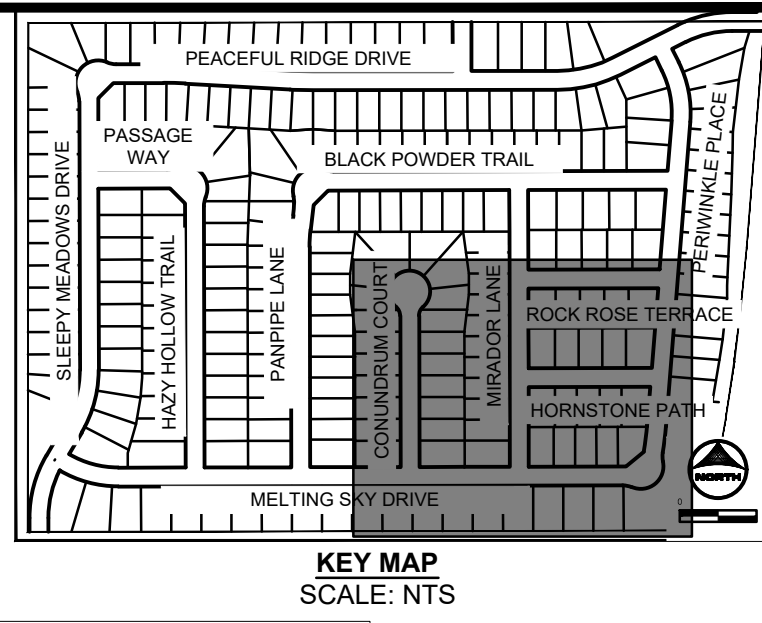 PEACEFUL RIDGE DRIVE
PASSAGE
WAY
BLACK POWDER TRAIL
SLEEPY MEADOWS DRIVE
HAZY HOLLOW TRAIL
PANPIPE LANE
CONUNDRUM COURT
MIRADOR LANE
PERIWINKLE PLACE
ROCK ROSE TERRACE
HORNSTONE PATH
MELTING SKY DRIVE
NORTH
0
KEY MAP
SCALE: NTS